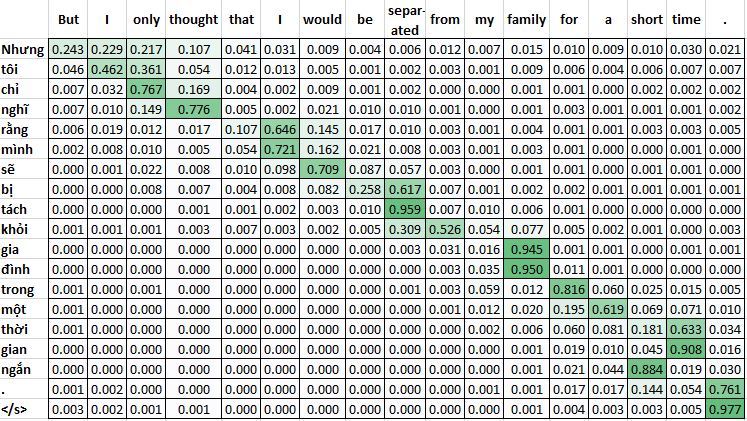 But I only thought that I would be separ- from my family for a short time .
ated
Nhưng 0.243 0.229 0.217 0.107 0.041 0.031 0.009 0.004 0.006 0.012 0.007 0.015 0.010 0.009 0.010 0.030 0.021
tôi 0.046 0.462 0.361 0.054 0.012 0.013 0.005 0.001 0.002 0.003 0.001 0.009 0.006 0.004 0.006 0.007 0.007
chỉ 0.007 0.032 0.767 0.169 0.004 0.002 0.009 0.001 0.002 0.000 0.000 0.001 0.001 0.000 0.002 0.002 0.002
nghĩ 0.007 0.010 0.149 0.776 0.005 0.002 0.021 0.010 0.010 0.001 0.000 0.001 0.003 0.001 0.001 0.001 0.002
rằng 0.006 0.019 0.012 0.017 0.107 0.646 0.145 0.017 0.010 0.003 0.001 0.004 0.001 0.001 0.003 0.003 0.005
mình 0.002 0.008 0.010 0.005 0.054 0.721 0.162 0.021 0.008 0.003 0.001 0.003 0.001 0.000 0.000 0.000 0.001
sẽ 0.000 0.001 0.022 0.008 0.010 0.098 0.709 0.087 0.057 0.003 0.000 0.001 0.001 0.000 0.001 0.000 0.001
bị 0.000 0.000 0.008 0.007 0.004 0.008 0.082 0.258 0.617 0.007 0.001 0.002 0.002 0.001 0.001 0.001 0.001
tách 0.000 0.000 0.000 0.001 0.001 0.002 0.003 0.010 0.959 0.007 0.010 0.006 0.001 0.000 0.000 0.000 0.000
khỏi 0.001 0.001 0.001 0.003 0.007 0.003 0.002 0.005 0.309 0.526 0.054 0.077 0.005 0.002 0.001 0.000 0.003
gia 0.000 0.000 0.000 0.000 0.000 0.000 0.000 0.000 0.003 0.031 0.016 0.945 0.001 0.001 0.000 0.001 0.001
đình 0.000 0.000 0.000 0.000 0.000 0.000 0.000 0.000 0.000 0.003 0.035 0.950 0.011 0.001 0.000 0.000 0.000
trong 0.001 0.000 0.001 0.000 0.000 0.000 0.000 0.000 0.001 0.003 0.059 0.012 0.816 0.060 0.025 0.015 0.005
một 0.001 0.000 0.000 0.000 0.000 0.000 0.000 0.000 0.000 0.001 0.012 0.020 0.195 0.619 0.069 0.071 0.010
thời 0.001 0.000 0.000 0.000 0.000 0.000 0.000 0.000 0.000 0.000 0.002 0.006 0.060 0.081 0.181 0.633 0.034
gian 0.000 0.000 0.000 0.000 0.000 0.000 0.000 0.000 0.000 0.000 0.000 0.001 0.019 0.010 0.045 0.908 0.016
ngắn 0.000 0.000 0.000 0.000 0.000 0.000 0.000 0.000 0.000 0.000 0.000 0.000 0.021 0.044 0.884 0.019 0.030
. 0.001 0.002 0.000 0.000 0.000 0.000 0.000 0.000 0.000 0.000 0.000 0.001 0.017 0.017 0.144 0.054 0.761
</s> 0.003 0.002 0.001 0.001 0.000 0.000 0.000 0.000 0.000 0.000 0.000 0.001 0.004 0.003 0.003 0.005 0.977